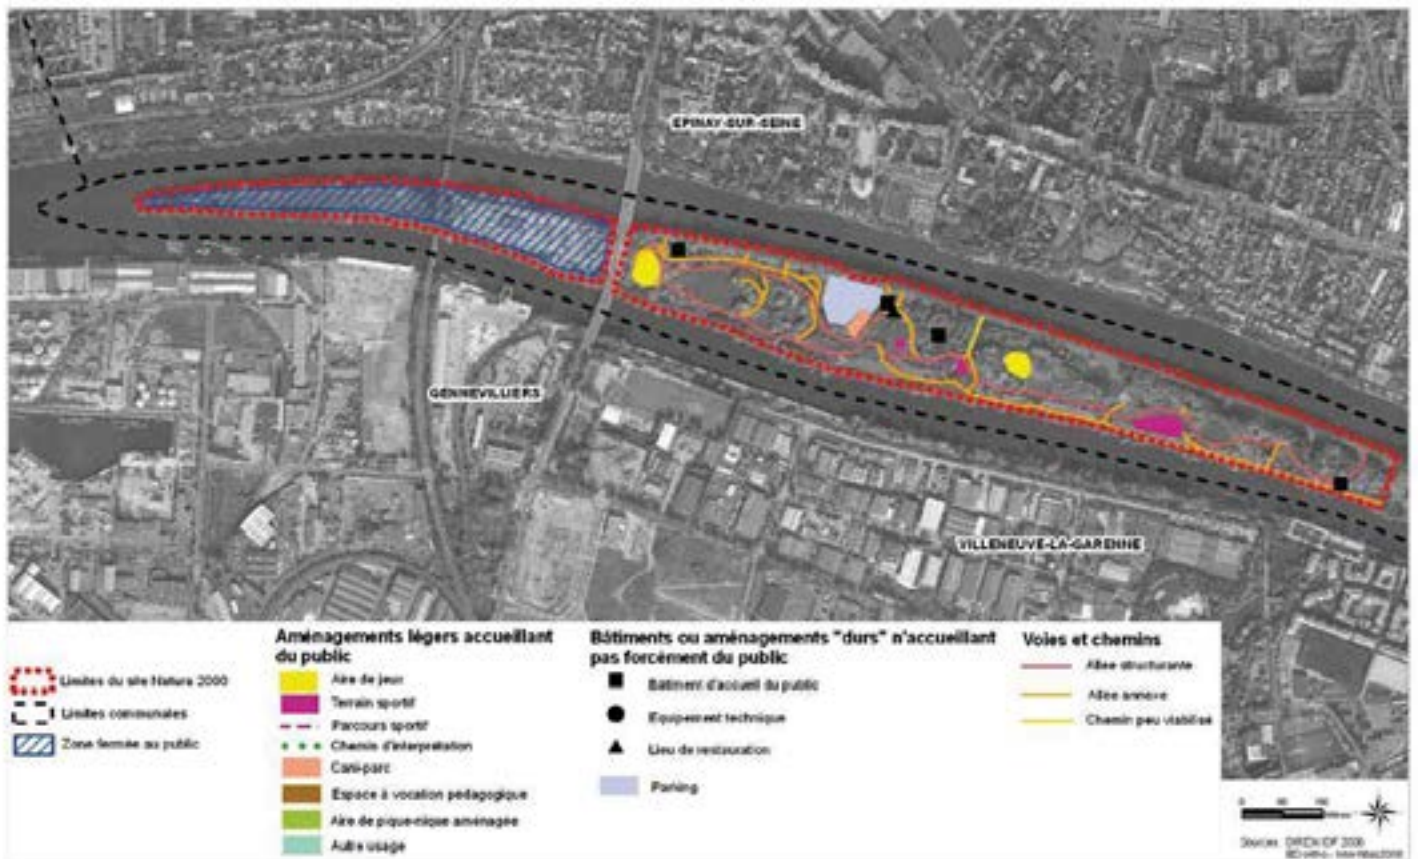 EPINAY-SUR-SEINE
GENNEVILLIERS
VILLENEUVE-LA-GARENNE
Limites du site Natura 2000
Limites communales
Zone fermée au public
Aménagements légers accueillant
du public
Aire de jeux
Terrain sportif
Parcours sportif
Chemin d'interprétation
Cani-parc
Espace à vocation pédagogique
Aire de pique-nique aménagée
Autre usage
Bâtiments ou aménagements "durs" n'accueillant
pas forcément du public
Bâtiment d'accueil du public
Equipement technique
Lieu de restauration
Parking
Voies et chemins
Allée structurante
Allée annexe
Chemin peu viabilisé
0
Sources : DIREN IDF 2006